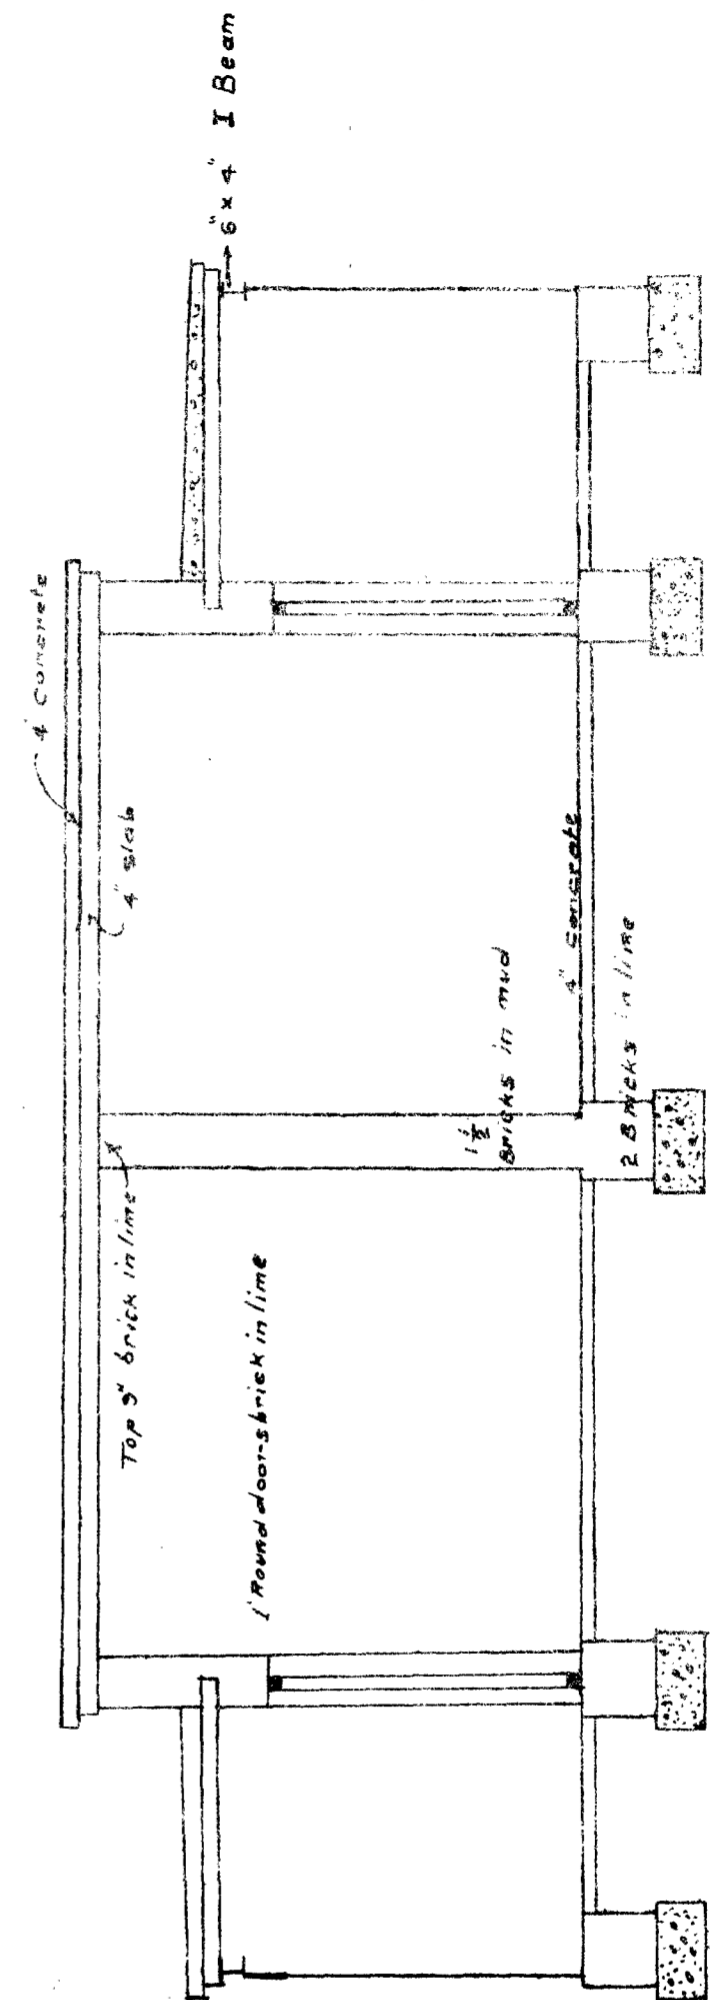 6" x 4" I Beam
4" concrete
4" slab
Top 9" brick in lime
1' Round door-s brick in lime
1 1/2
Bricks in mud
4" concrete
2 Bricks in lime